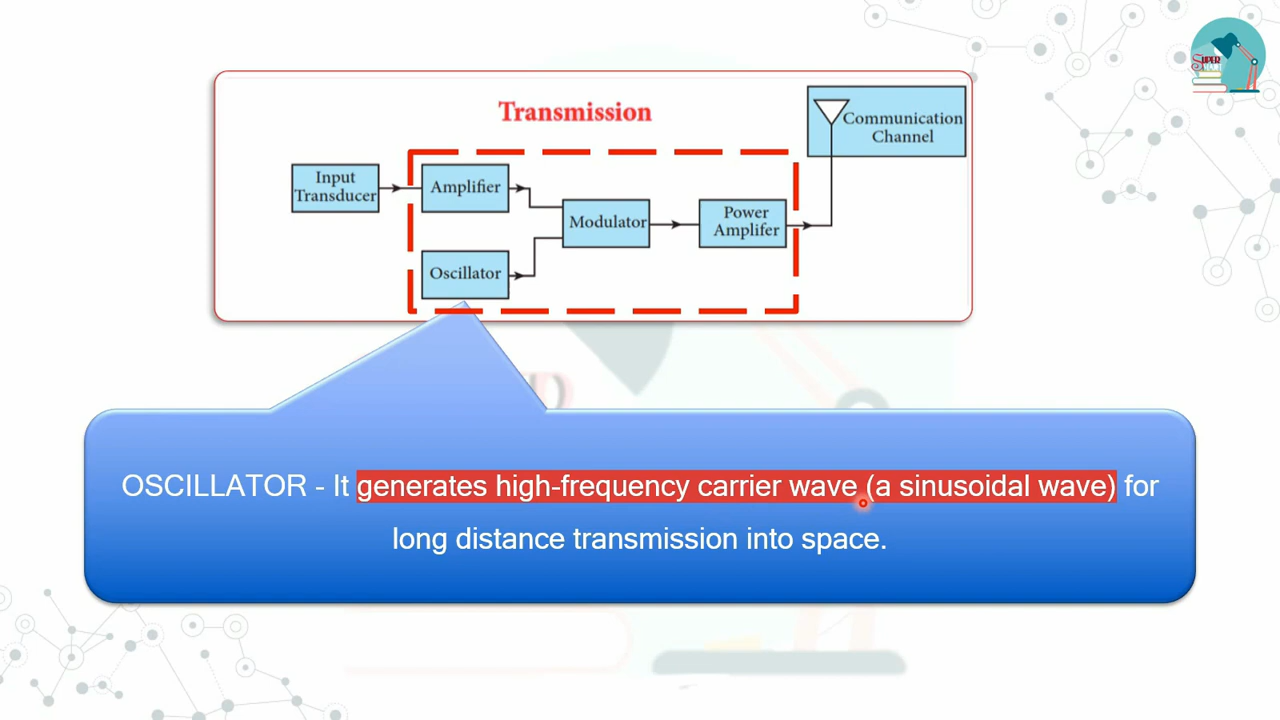 Transmission
Communication
Channel
Input
Transducer
Amplifier
Modulator
Power
Amplifer
Oscillator
OSCILLATOR - It generates high-frequency carrier wave (a sinusoidal wave) for
long distance transmission into space.